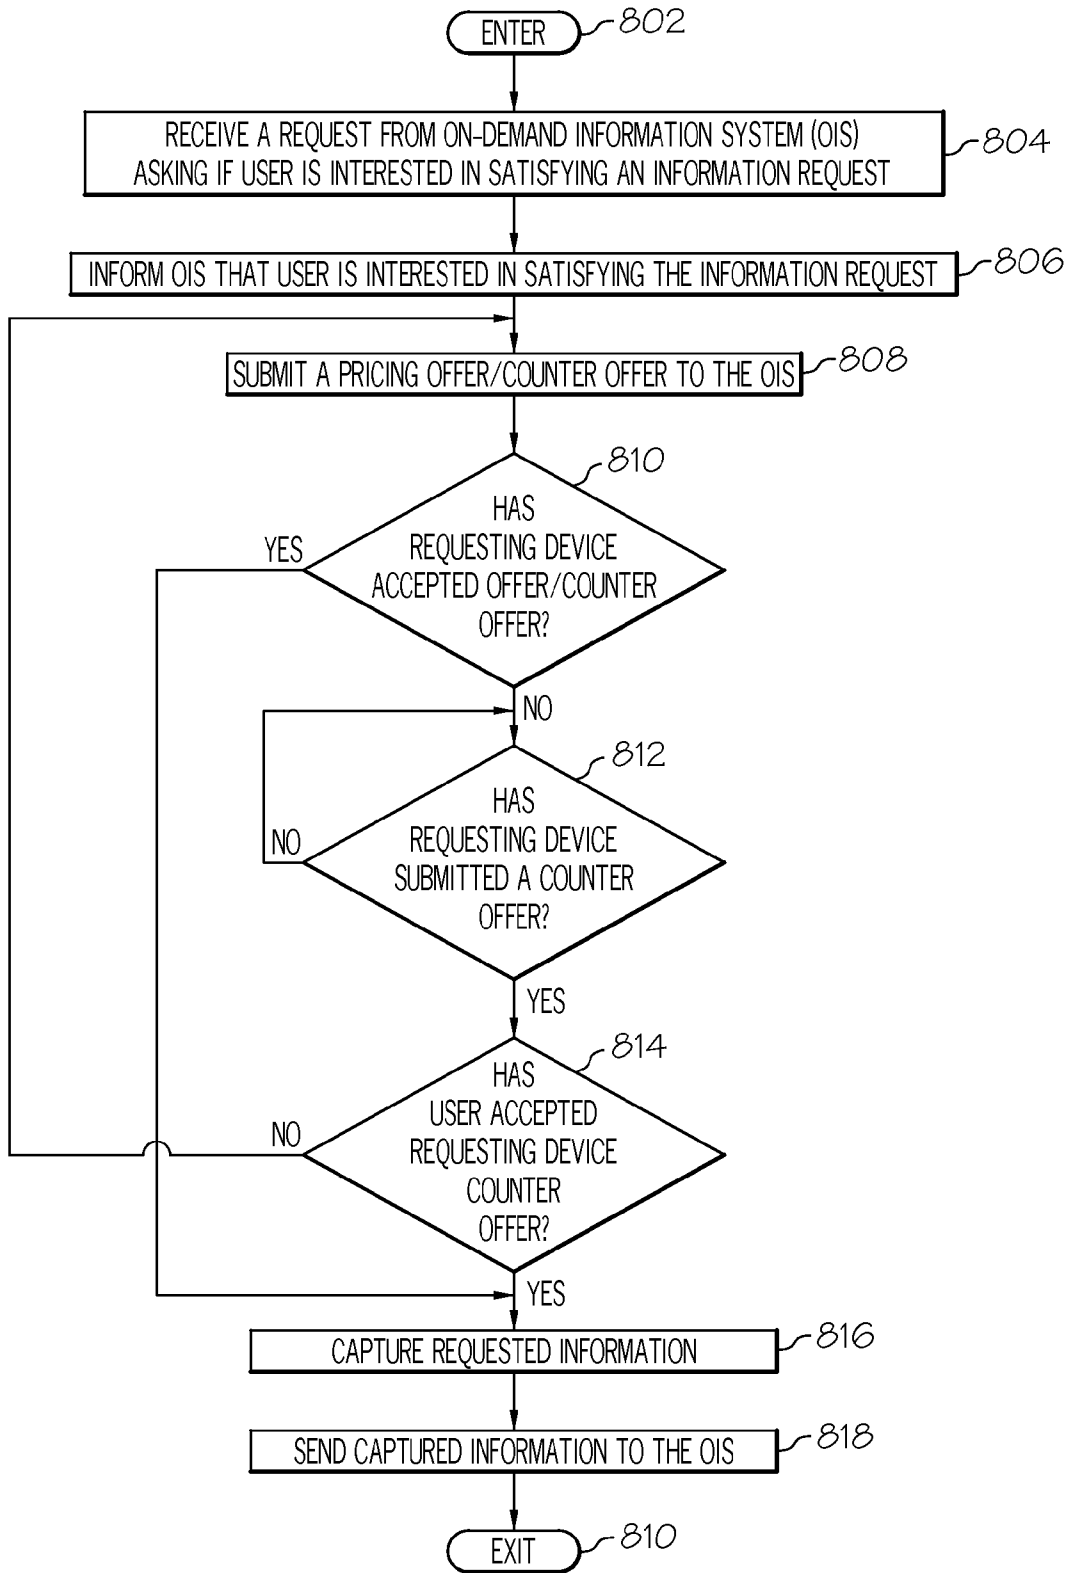 ENTER
802
RECEIVE A REQUEST FROM ON-DEMAND INFORMATION SYSTEM (OIS)
ASKING IF USER IS INTERESTED IN SATISFYING AN INFORMATION REQUEST
804
INFORM OIS THAT USER IS INTERESTED IN SATISFYING THE INFORMATION REQUEST
806
SUBMIT A PRICING OFFER/COUNTER OFFER TO THE OIS
808
810
HAS
REQUESTING DEVICE
ACCEPTED OFFER/COUNTER
OFFER?
YES
NO
812
HAS
REQUESTING DEVICE
SUBMITTED A COUNTER
OFFER?
NO
YES
814
HAS
USER ACCEPTED
REQUESTING DEVICE
COUNTER
OFFER?
NO
YES
CAPTURE REQUESTED INFORMATION
816
SEND CAPTURED INFORMATION TO THE OIS
818
EXIT
810